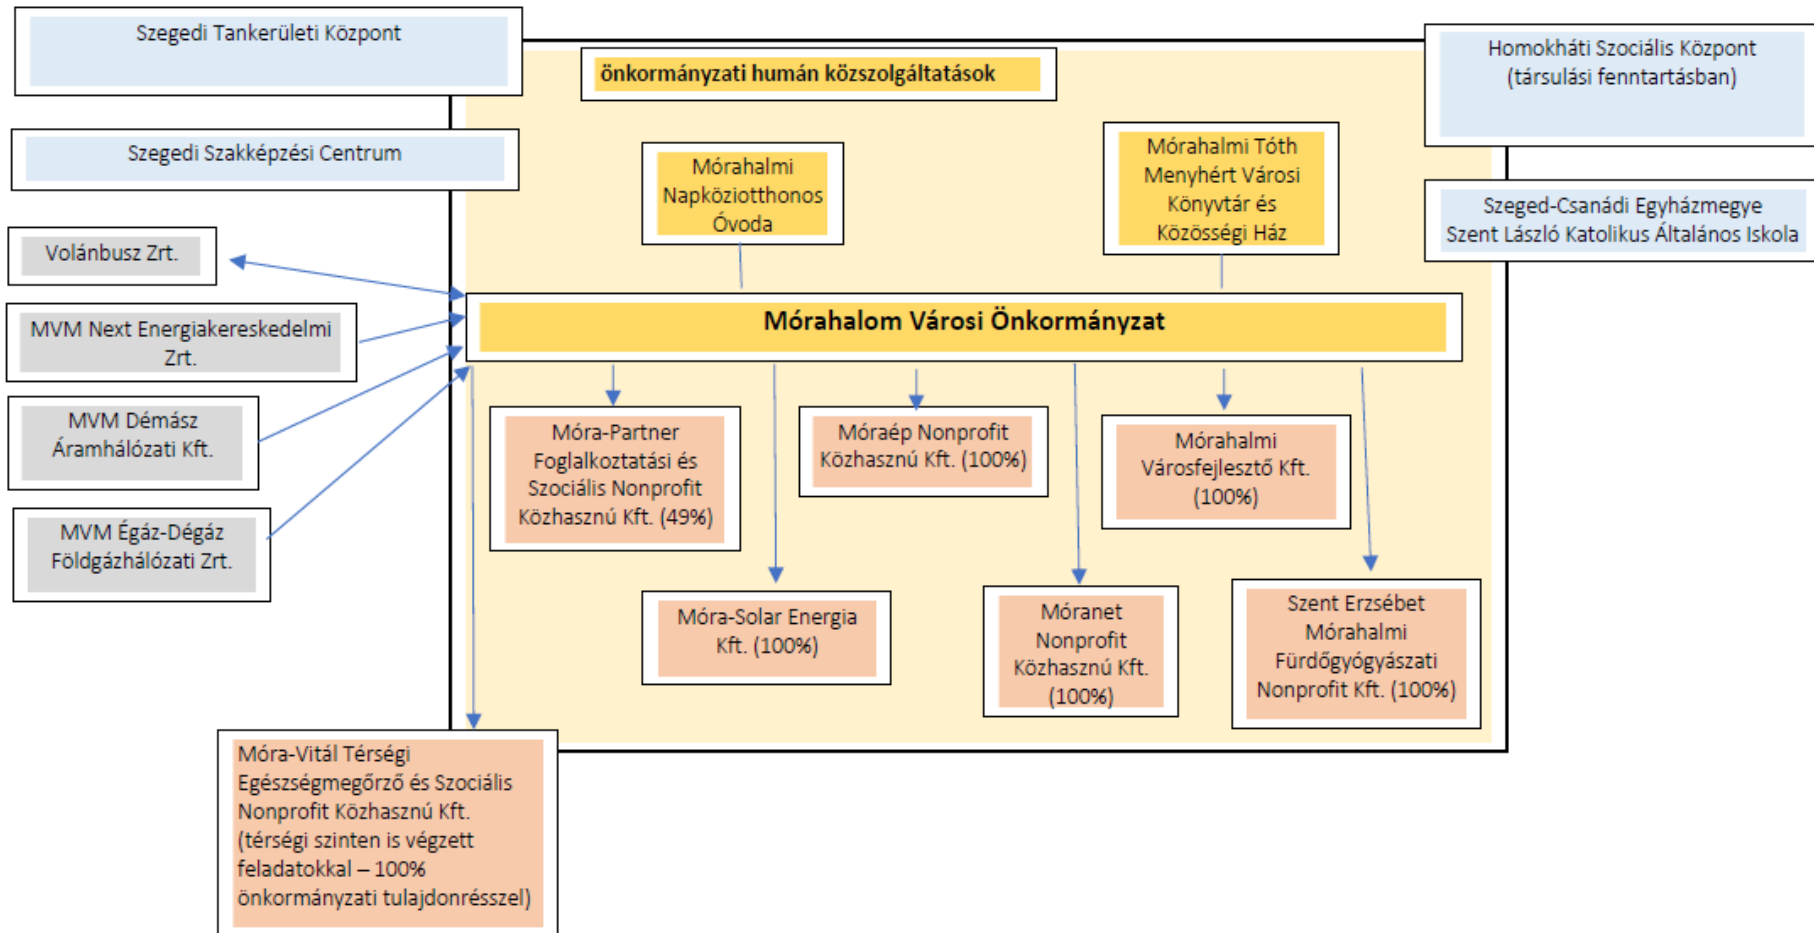 Szegedi Tankerületi Központ
önkormányzati humán közszolgáltatások
Homokháti Szociális Központ
(társulási fenntartásban)
Szegedi Szakképzési Centrum
Mórahalmi
Napköziotthonos
Óvoda
Mórahalmi Tóth
Menyhért Városi
Könyvtár és
Közösségi Ház
Szeged-Csanádi Egyházmegye
Szent László Katolikus Általános Iskola
Volánbusz Zrt.
MVM Next Energiakereskedelmi
Zrt.
MVM Démász
Áramhálózati Kft.
MVM Égáz-Dégáz
Földgázhálózati Zrt.
Mórahalom Városi Önkormányzat
Móra-Partner
Foglalkoztatási és
Szociális Nonprofit
Közhasznú Kft. (49%)
Móraép Nonprofit
Közhasznú Kft. (100%)
Mórahalmi
Városfejlesztő Kft.
(100%)
Móra-Solar Energia
Kft. (100%)
Móranet
Nonprofit
Közhasznú Kft.
(100%)
Szent Erzsébet
Mórahalmi
Fürdőgyógyászati
Nonprofit Kft. (100%)
Móra-Vitál Térségi
Egészségmegőrző és Szociális
Nonprofit Közhasznú Kft.
(térségi szinten is végzett
feladatokkal – 100%
önkormányzati tulajdonrésszel)